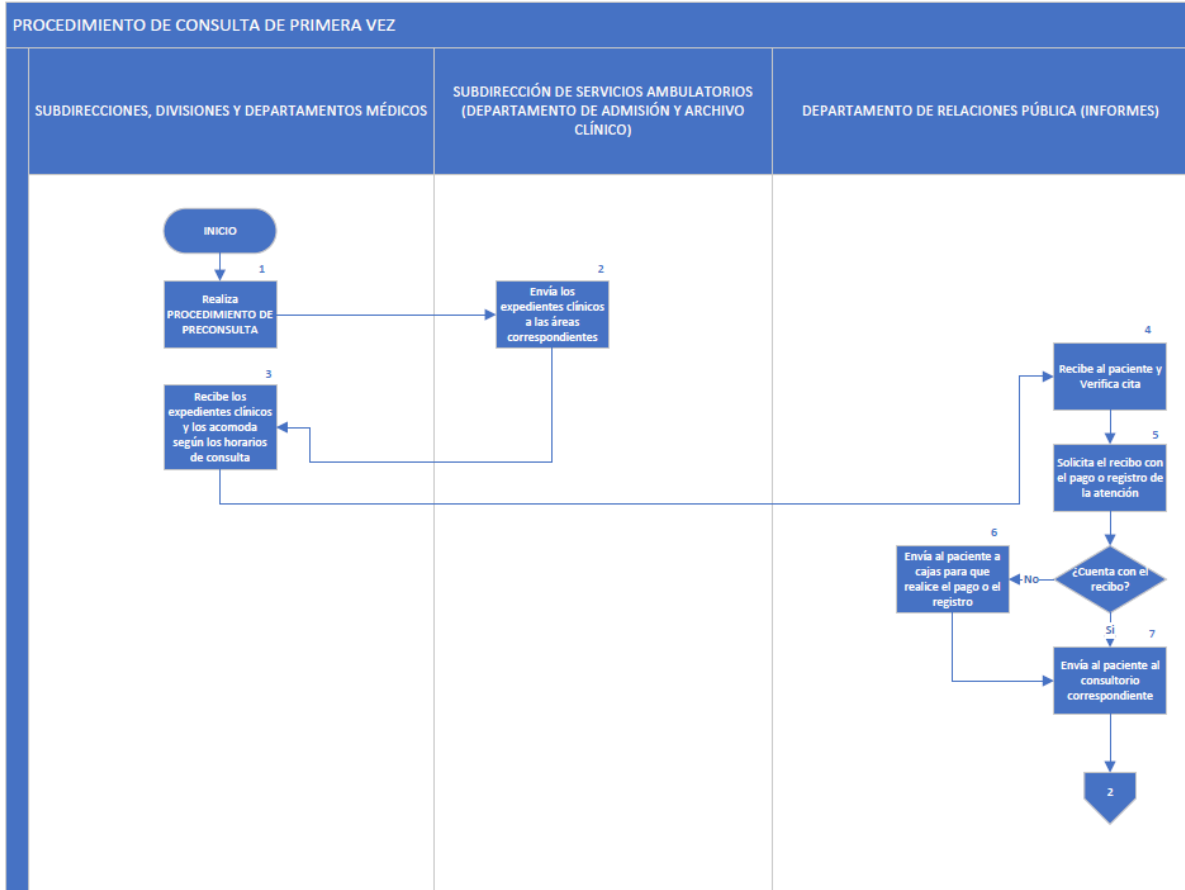 PROCEDIMIENTO DE CONSULTA DE PRIMERA VEZ
SUBDIRECCIONES, DIVISIONES Y DEPARTAMENTOS MÉDICOS
SUBDIRECCIÓN DE SERVICIOS AMBULATORIOS
(DEPARTAMENTO DE ADMISIÓN Y ARCHIVO
CLÍNICO)
DEPARTAMENTO DE RELACIONES PÚBLICA (INFORMES)
INICIO
1
Realiza
PROCEDIMIENTO DE
PRECONSULTA
2
Envía los
expedientes clínicos
a las áreas
correspondientes
3
Recibe los
expedientes clínicos
y los acomoda
según los horarios
de consulta
4
Recibe al paciente y
Verifica cita
5
Solicita el recibo con
el pago o registro de
la atención
¿Cuenta con el
recibo?
No
6
Envía al paciente a
cajas para que
realice el pago o el
registro
Si
7
Envía al paciente al
consultorio
correspondiente
2